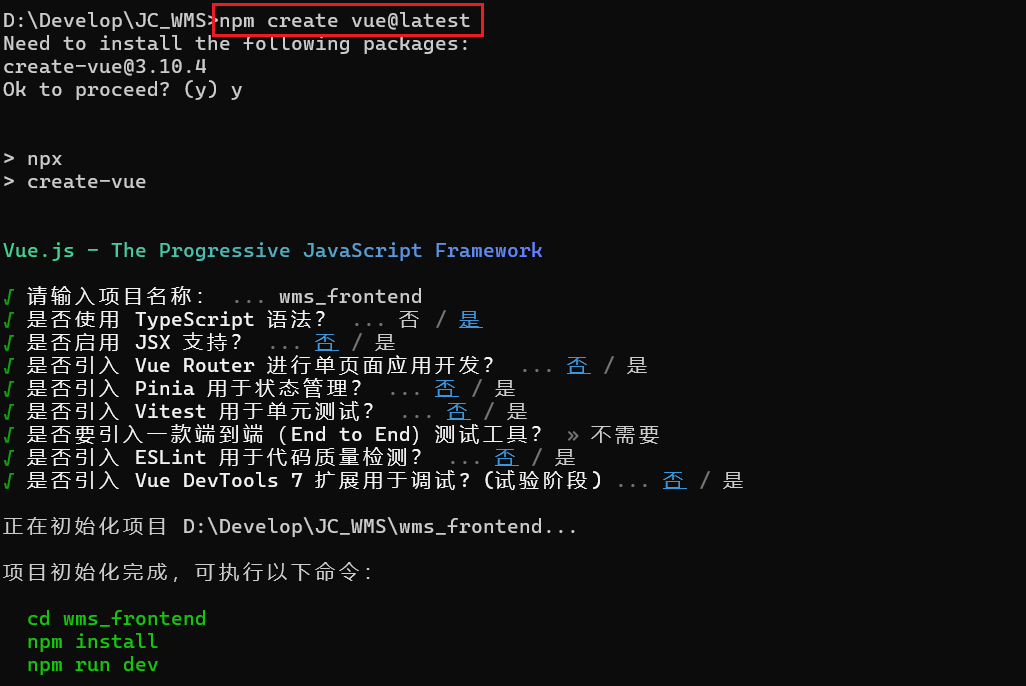 D:\Develop\JC_WMS>npm create vue@latest
Need to install the following packages:
create-vue@3.10.4
Ok to proceed? (y) y
> npx
> create-vue
Vue.js - The Progressive JavaScript Framework
√ 请输入项目名称: ... wms_frontend
√ 是否使用 TypeScript 语法? ... 否 / 是
√ 是否启用 JSX 支持? ... 否 / 是
√ 是否引入 Vue Router 进行单页面应用开发? ... 否 / 是
√ 是否引入 Pinia 用于状态管理? ... 否 / 是
√ 是否引入 Vitest 用于单元测试? ... 否 / 是
√ 是否要引入一款端到端 (End to End) 测试工具? » 不需要
√ 是否引入 ESLint 用于代码质量检测? ... 否 / 是
√ 是否引入 Vue DevTools 7 扩展用于调试? (试验阶段) ... 否 / 是
正在初始化项目 D:\Develop\JC_WMS\wms_frontend...
项目初始化完成,可执行以下命令:
cd wms_frontend
npm install
npm run dev